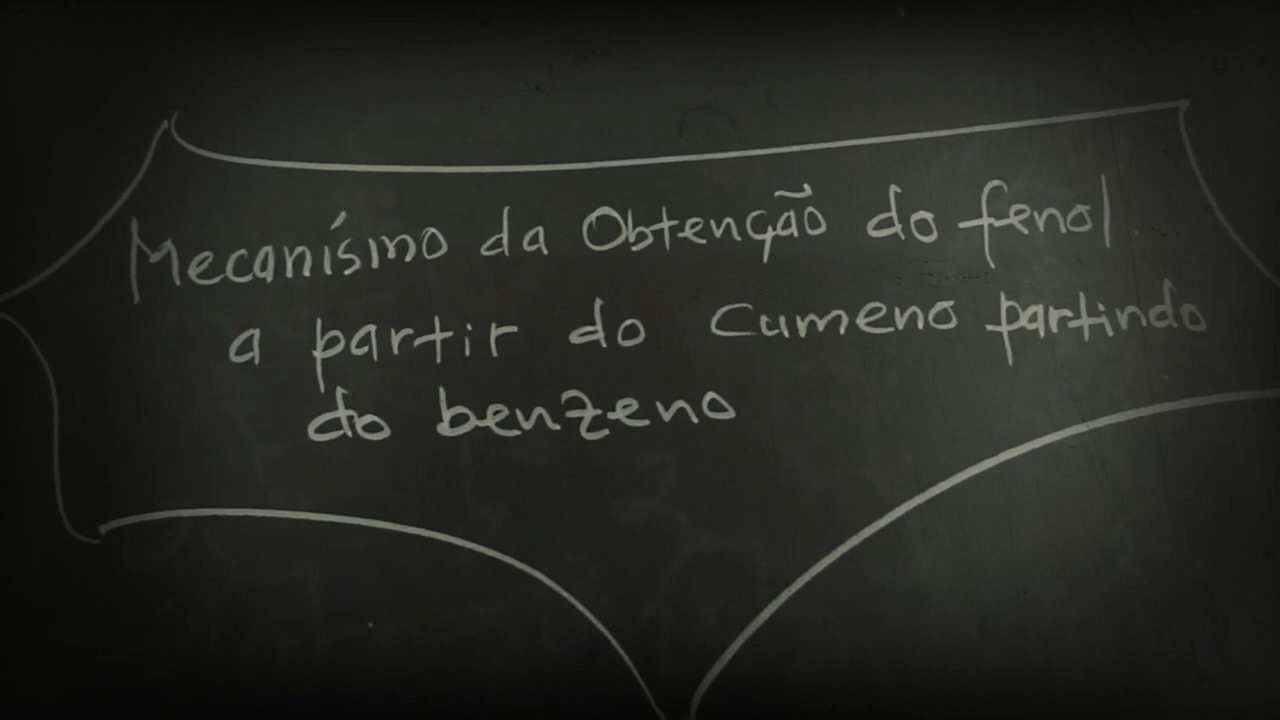 Mecanísmo da Obtenção do fenol
a partir do cumeno partindo
do benzeno